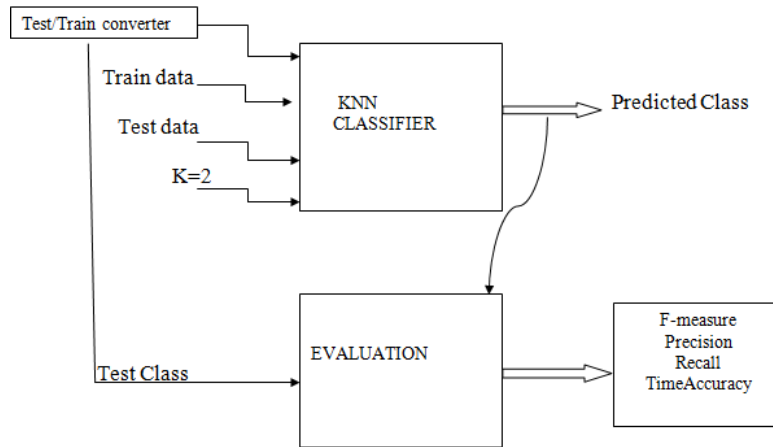 Test/Train converter
Train data
Test data
K=2
KNN
CLASSIFIER
Predicted Class
Test Class
EVALUATION
F-measure
Precision
Recall
TimeAccuracy